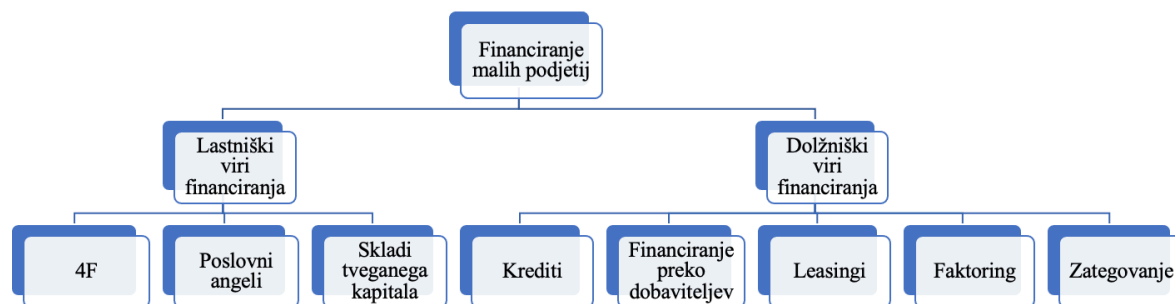 Financiranje
malih podjetij
Lastniški
viri
financiranja
Dolžniški
viri
financiranja
4F
Poslovni
angeli
Skladi
tveganega
kapitala
Krediti
Financiranje
preko
dobaviteljev
Leasingi
Faktoring
Zategovanje